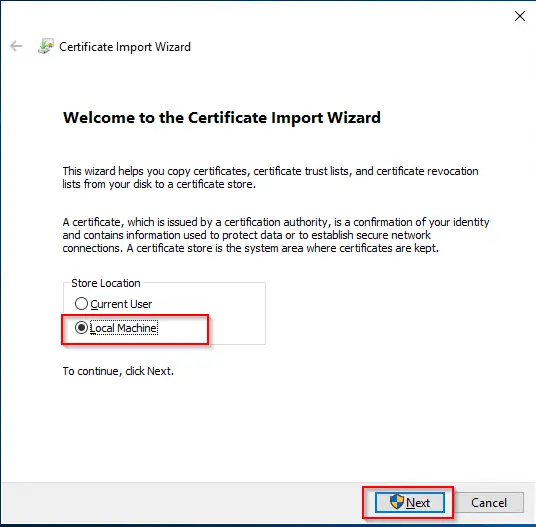 Certificate Import Wizard
Welcome to the Certificate Import Wizard
This wizard helps you copy certificates, certificate trust lists, and certificate revocation
lists from your disk to a certificate store.
A certificate, which is issued by a certification authority, is a confirmation of your identity
and contains information used to protect data or to establish secure network
connections. A certificate store is the system area where certificates are kept.
Store Location
Current User
Local Machine
To continue, click Next.
Next
Cancel